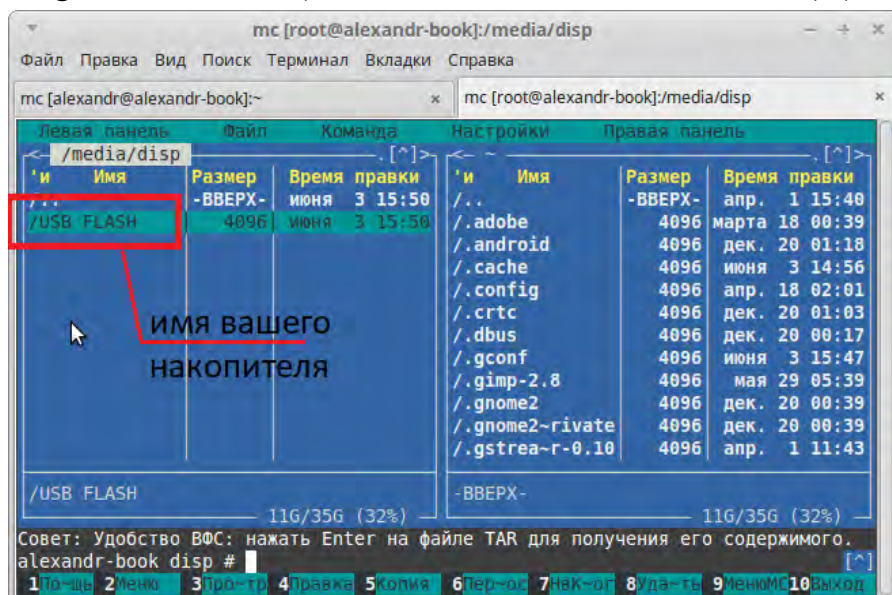 mc [root@alexandr-book]:/media/disp
Файл Правка Вид Поиск Терминал Вкладки Справка
mc [alexandr@alexandr-book]:~ × mc [root@alexandr-book]:/media/disp ×
Левая панель Файл Команда Настройки Правая панель
<— /media/disp .[^]> <— ~ .[^]>
'и Имя Размер Время правки 'и Имя Размер Время правки
/.. -ВВЕРХ- июня 3 15:50 /.. -ВВЕРХ- апр. 1 15:40
/USB FLASH 4096 июня 3 15:50 /.adobe 4096 марта 18 00:39
/.android 4096 дек. 20 01:18
/.cache 4096 июня 3 14:56
/.config 4096 апр. 18 02:01
/.crtc 4096 дек. 20 01:03
имя вашего /.dbus 4096 дек. 20 00:17
/.gconf 4096 июня 3 15:47
накопителя /.gimp-2.8 4096 мая 29 05:39
/.gnome2 4096 дек. 20 00:39
/.gnome2~rivate 4096 дек. 20 00:39
/.gstrea~r-0.10 4096 апр. 1 11:43
/USB FLASH -ВВЕРХ-
11G/35G (32%) 11G/35G (32%)
Совет: Удобство ВФС: нажать Enter на файле TAR для получения его содержимого.
alexandr-book disp # [^]
1По~щь 2Меню 3Про~тр 4Правка 5Копия 6Пер~ос 7НвК~ог 8Уда~ть 9МенюMC 10Выход